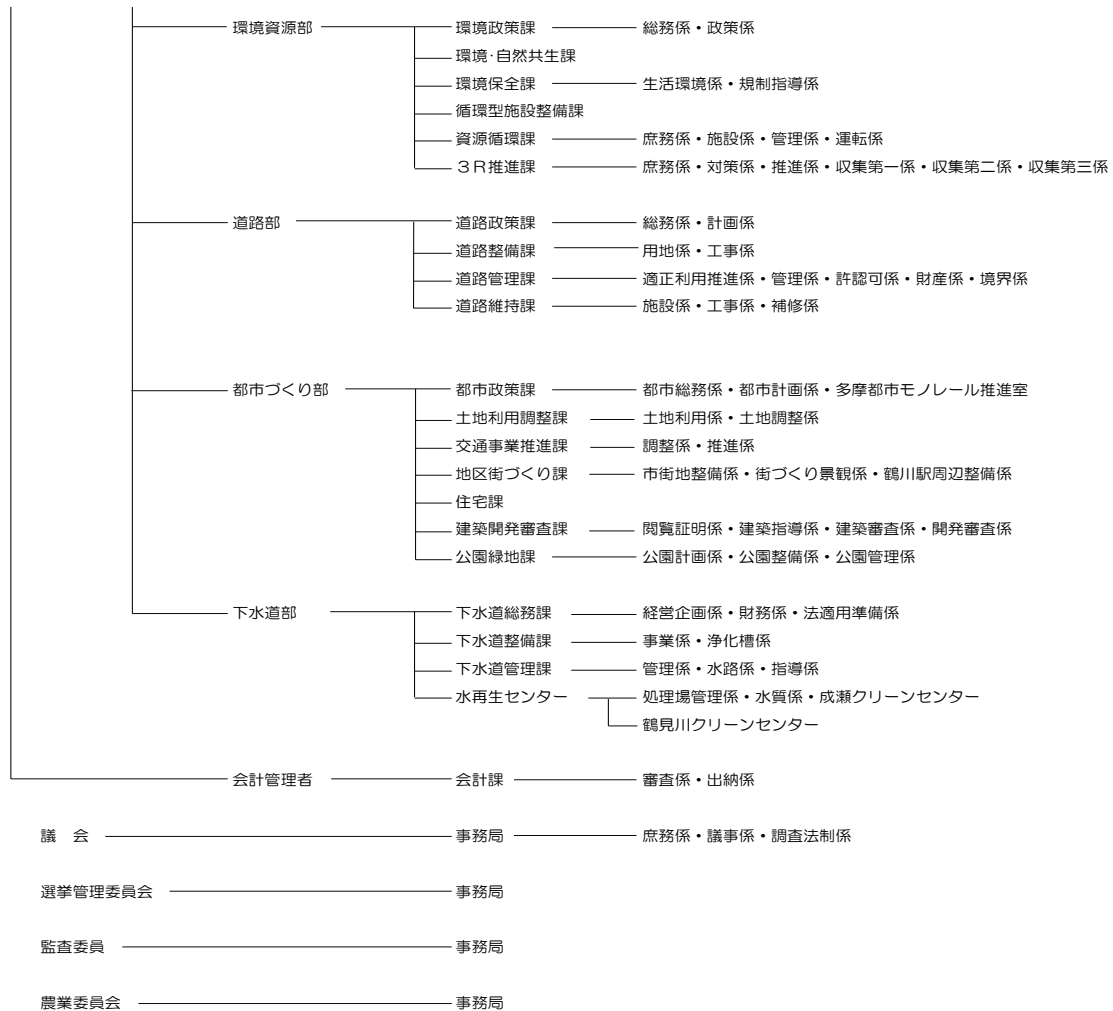 環境資源部 環境政策課 総務係・政策係
環境・自然共生課
環境保全課 生活環境係・規制指導係
循環型施設整備課
資源循環課 庶務係・施設係・管理係・運転係
３Ｒ推進課 庶務係・対策係・推進係・収集第一係・収集第二係・収集第三係
道路部 道路政策課 総務係・計画係
道路整備課 用地係・工事係
道路管理課 適正利用推進係・管理係・許認可係・財産係・境界係
道路維持課 施設係・工事係・補修係
都市づくり部 都市政策課 都市総務係・都市計画係・多摩都市モノレール推進室
土地利用調整課 土地利用係・土地調整係
交通事業推進課 調整係・推進係
地区街づくり課 市街地整備係・街づくり景観係・鶴川駅周辺整備係
住宅課
建築開発審査課 閲覧証明係・建築指導係・建築審査係・開発審査係
公園緑地課 公園計画係・公園整備係・公園管理係
下水道部 下水道総務課 経営企画係・財務係・法適用準備係
下水道整備課 事業係・浄化槽係
下水道管理課 管理係・水路係・指導係
水再生センター 処理場管理係・水質係・成瀬クリーンセンター
鶴見川クリーンセンター
会計管理者 会計課 審査係・出納係
議　会 事務局 庶務係・議事係・調査法制係
選挙管理委員会 事務局
監査委員 事務局
農業委員会 事務局